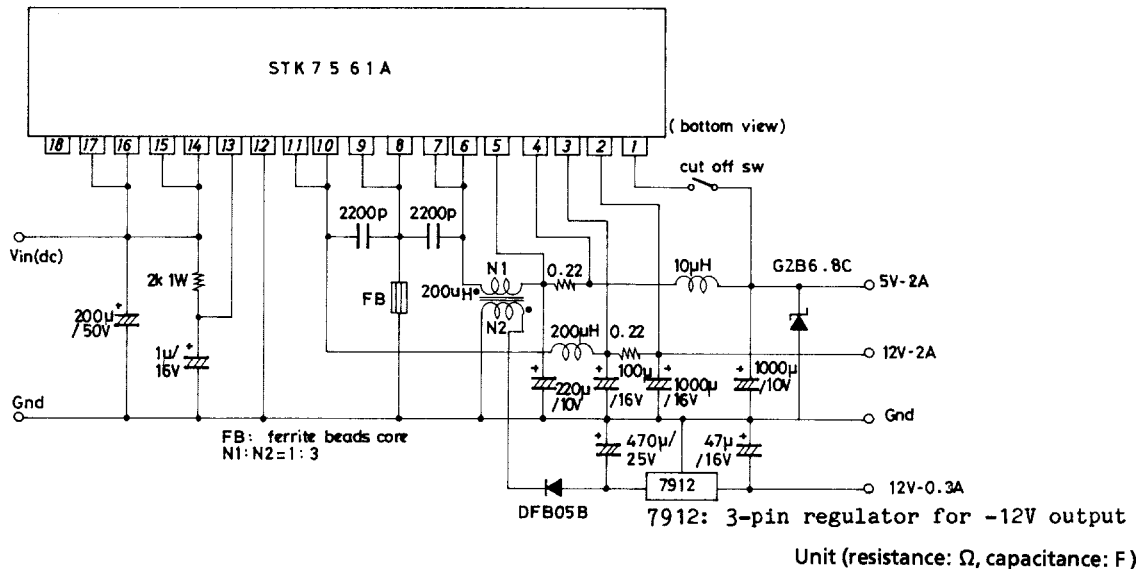 STK7561A
(bottom view)
18 17 16 15 14 13 12 11 10 9 8 7 6 5 4 3 2 1
cut off sw
2200p 2200p
Vin(dc)
N1 0.22 10μH GZB6.8C
2k 1W
200uH
5V-2A
FB
N2
200μ
/50V
200μH 0.22
12V-2A
1μ/
16V
220μ
/10V
100μ
/16V
1000μ
/16V
1000μ
/10V
Gnd
Gnd
FB: ferrite beads core
N1:N2=1:3
470μ/
25V
47μ
/16V
7912
12V-0.3A
DFB05B
7912: 3-pin regulator for -12V output
Unit (resistance: Ω, capacitance: F)